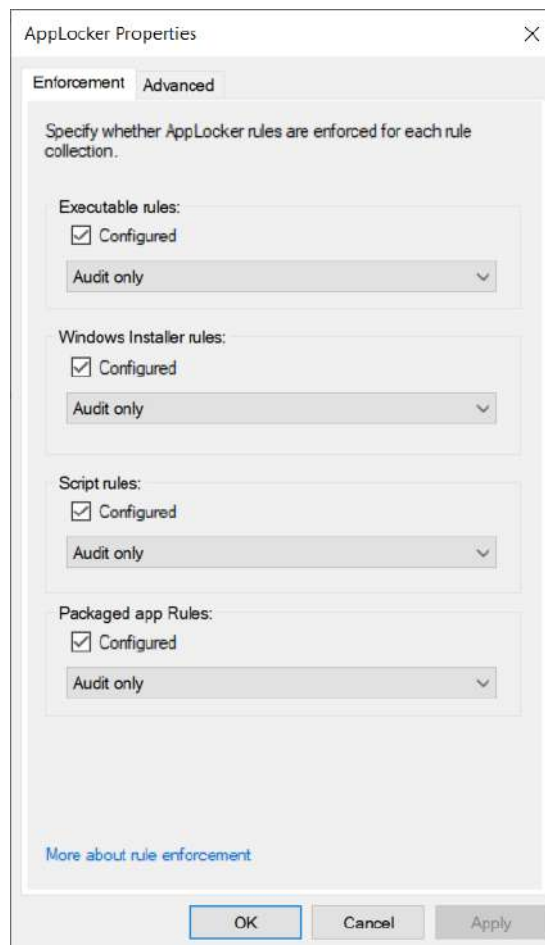 AppLocker Properties
Enforcement
Advanced
Specify whether AppLocker rules are enforced for each rule
collection.
Executable rules:
Configured
Audit only
Windows Installer rules:
Configured
Audit only
Script rules:
Configured
Audit only
Packaged app Rules:
Configured
Audit only
More about rule enforcement
OK
Cancel
Apply